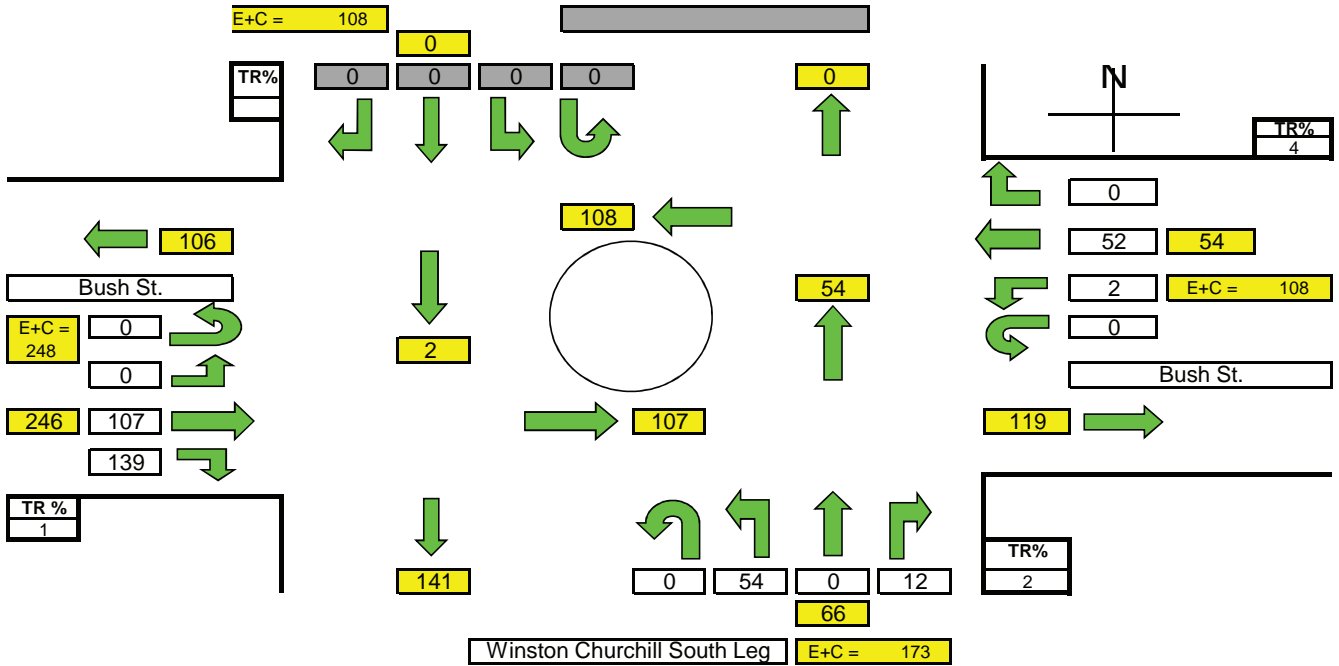 E+C = 108
0
TR%
0 0 0 0
0
N
TR%
4
0
108
106
52 54
Bush St.
54
2 E+C = 108
E+C =
248
0
0
2
0
Bush St.
246 107
107
119
139
TR %
1
TR%
2
141
0 54 0 12
66
Winston Churchill South Leg
E+C = 173